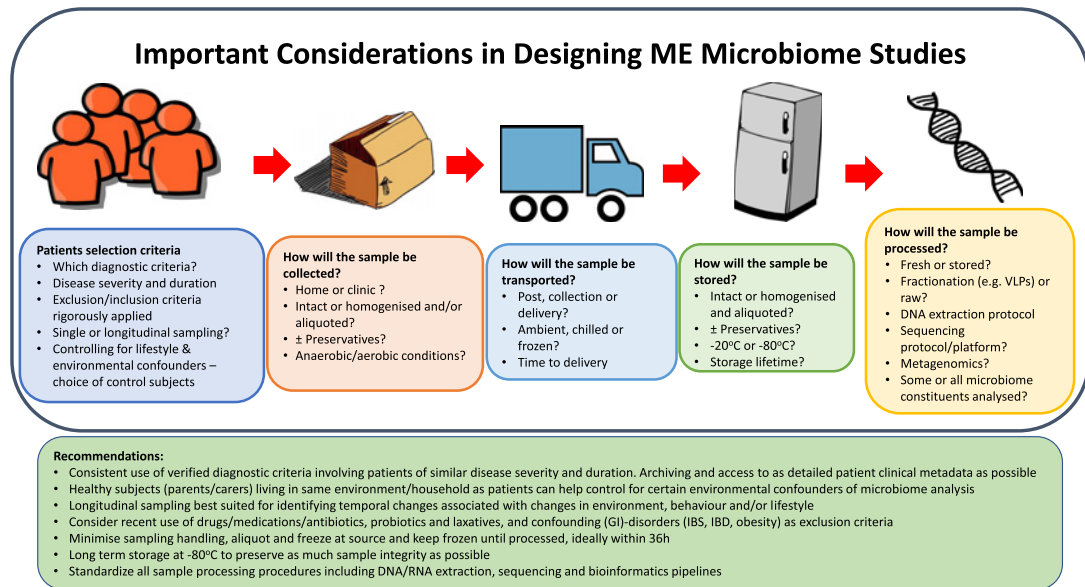 Important Considerations in Designing ME Microbiome Studies
Patients selection criteria
• Which diagnostic criteria?
• Disease severity and duration
• Exclusion/inclusion criteria
rigorously applied
• Single or longitudinal sampling?
• Controlling for lifestyle &
environmental confounders –
choice of control subjects
How will the sample be
collected?
• Home or clinic ?
• Intact or homogenised and/or
aliquoted?
• ± Preservatives?
• Anaerobic/aerobic conditions?
How will the sample be
transported?
• Post, collection or
delivery?
• Ambient, chilled or
frozen?
• Time to delivery
How will the sample be
stored?
• Intact or homogenised
and aliquoted?
• ± Preservatives?
• -20°C or -80°C?
• Storage lifetime?
How will the sample be
processed?
• Fresh or stored?
• Fractionation (e.g. VLPs) or
raw?
• DNA extraction protocol
• Sequencing
protocol/platform?
• Metagenomics?
• Some or all microbiome
constituents analysed?
Recommendations:
• Consistent use of verified diagnostic criteria involving patients of similar disease severity and duration. Archiving and access to as detailed patient clinical metadata as possible
• Healthy subjects (parents/carers) living in same environment/household as patients can help control for certain environmental confounders of microbiome analysis
• Longitudinal sampling best suited for identifying temporal changes associated with changes in environment, behaviour and/or lifestyle
• Consider recent use of drugs/medications/antibiotics, probiotics and laxatives, and confounding (GI)-disorders (IBS, IBD, obesity) as exclusion criteria
• Minimise sampling handling, aliquot and freeze at source and keep frozen until processed, ideally within 36h
• Long term storage at -80°C to preserve as much sample integrity as possible
• Standardize all sample processing procedures including DNA/RNA extraction, sequencing and bioinformatics pipelines